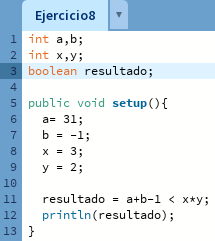 Ejercicio8 ▼
1 int a,b;
2 int x,y;
3 boolean resultado;
4
5 public void setup(){
6 a= 31;
7 b = -1;
8 x = 3;
9 y = 2;
10
11 resultado = a+b-1 < x*y;
12 println(resultado);
13 }